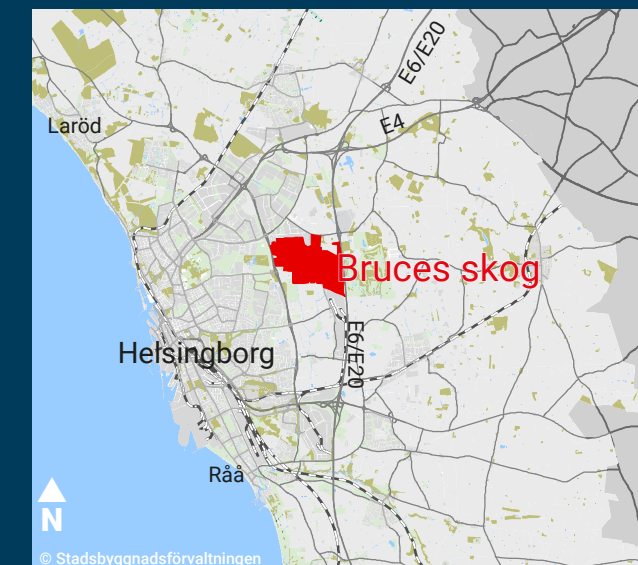 E6/E20
Laröd
E4
Bruces skog
E6/E20
Helsingborg
Råå
N
© Stadsbyggnadsförvaltningen